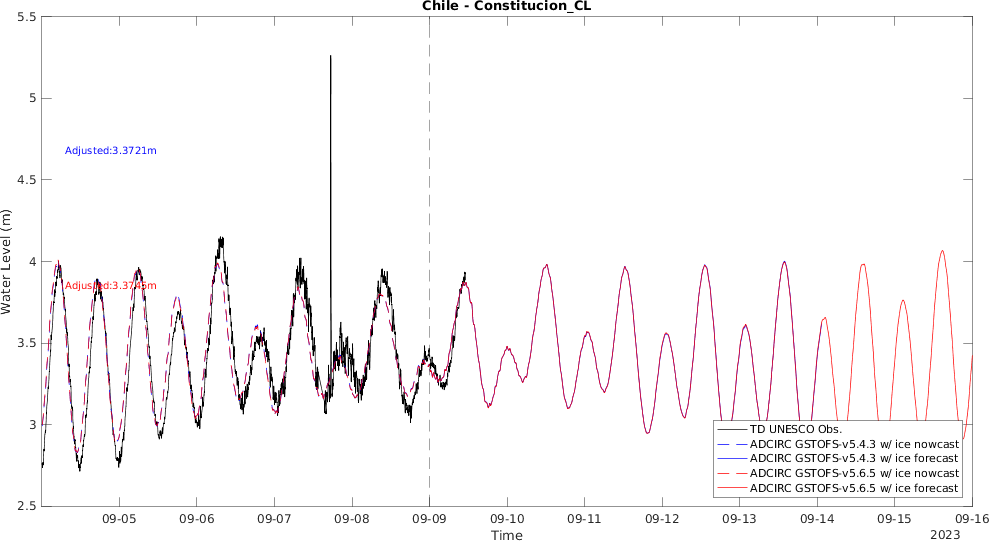 Chile - Constitucion_CL
5.5
5
4.5
4
3.5
3
2.5
Water Level (m)
Adjusted:3.3721m
Adjusted:3.3745m
TD UNESCO Obs.
ADCIRC GSTOFS-v5.4.3 w/ ice nowcast
ADCIRC GSTOFS-v5.4.3 w/ ice forecast
ADCIRC GSTOFS-v5.6.5 w/ ice nowcast
ADCIRC GSTOFS-v5.6.5 w/ ice forecast
09-05 09-06 09-07 09-08 09-09 09-10 09-11 09-12 09-13 09-14 09-15 09-16
Time
2023